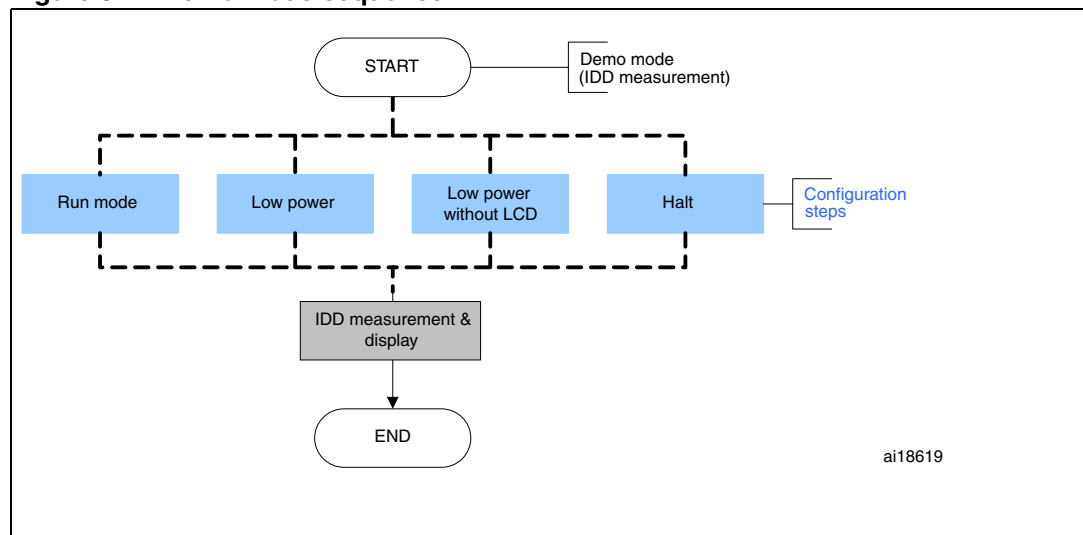 START
Demo mode
(IDD measurement)
Run mode
Low power
Low power
without LCD
Halt
Configuration
steps
IDD measurement &
display
END
ai18619